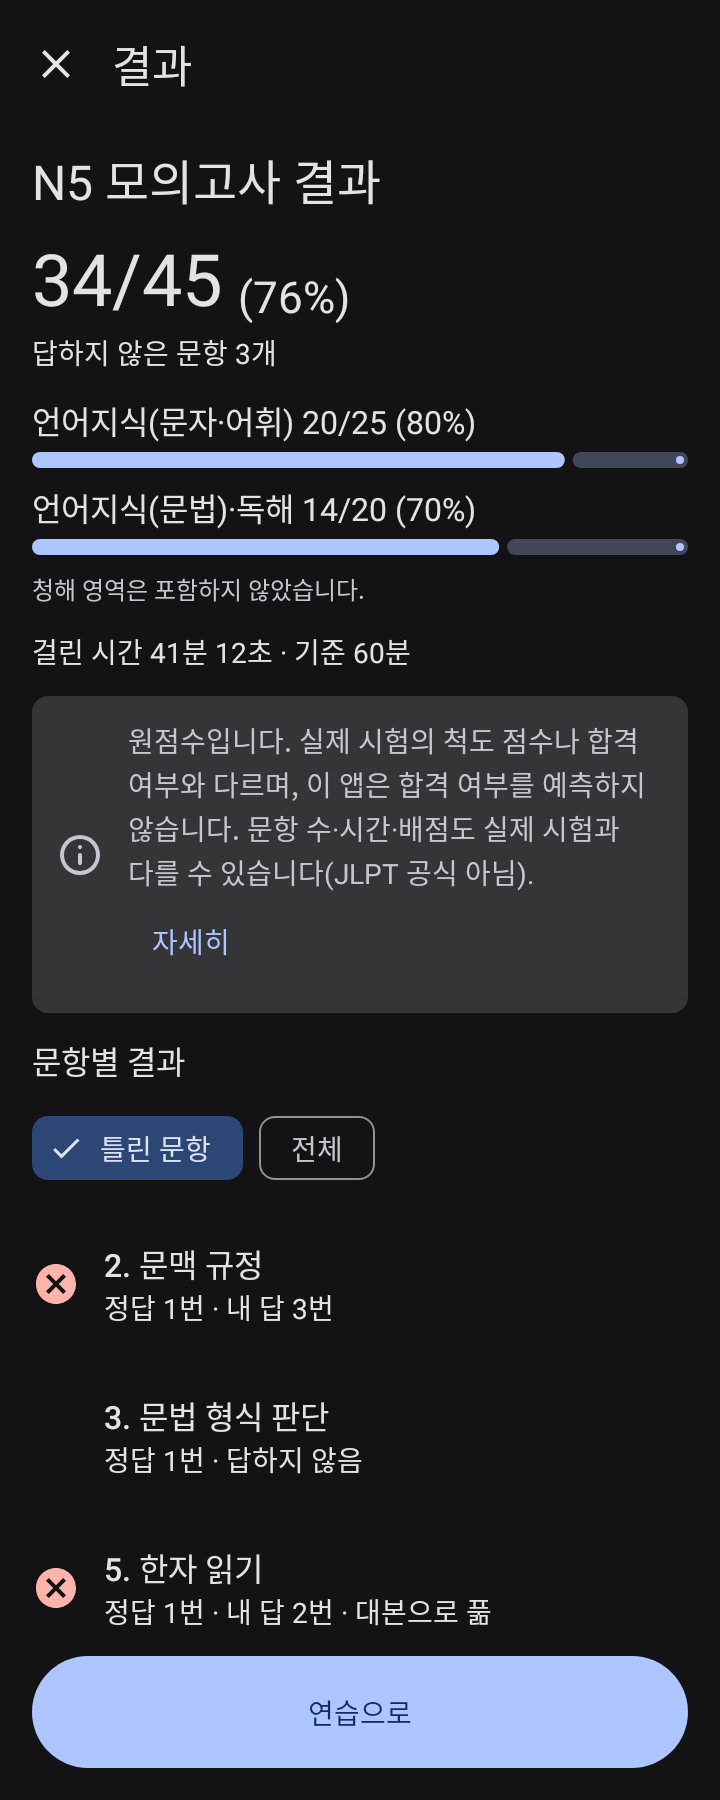 결과
N5 모의고사 결과
34/45 (76%)
답하지 않은 문항 3개
언어지식(문자·어휘) 20/25 (80%)
언어지식(문법)·독해 14/20 (70%)
청해 영역은 포함하지 않았습니다.
걸린 시간 41분 12초 · 기준 60분
원점수입니다. 실제 시험의 척도 점수나 합격
여부와 다르며, 이 앱은 합격 여부를 예측하지
않습니다. 문항 수·시간·배점도 실제 시험과
다를 수 있습니다(JLPT 공식 아님).
자세히
문항별 결과
틀린 문항
전체
2. 문맥 규정
정답 1번 · 내 답 3번
3. 문법 형식 판단
정답 1번 · 답하지 않음
5. 한자 읽기
정답 1번 · 내 답 2번 · 대본으로 풂
연습으로